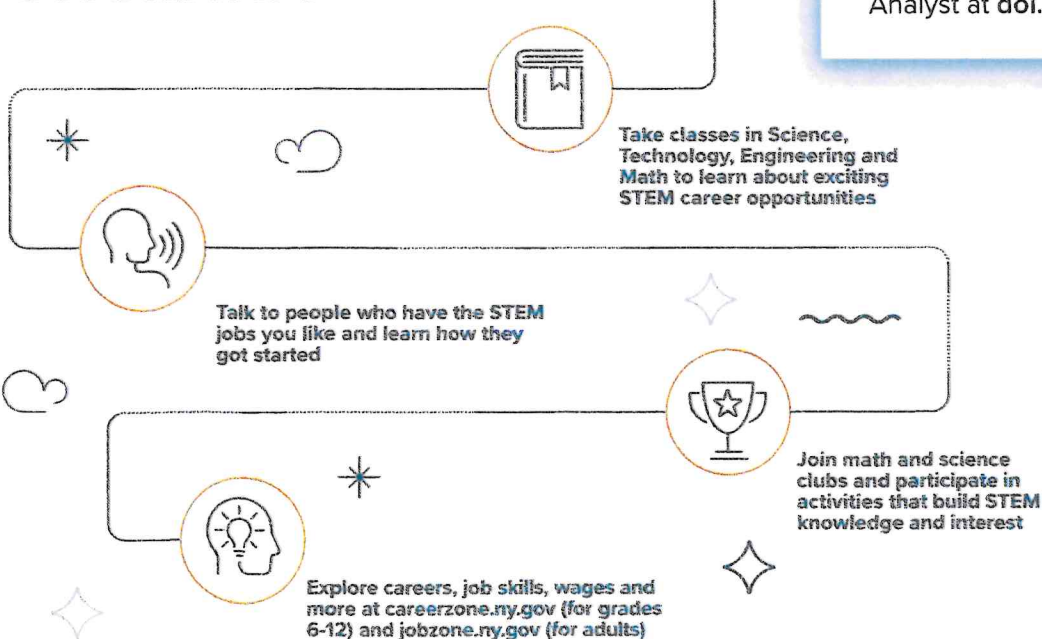 Analyst at doi.
Take classes in Science,
Technology, Engineering and
Math to learn about exciting
STEM career opportunities
Talk to people who have the STEM
jobs you like and learn how they
got started
Join math and science
clubs and participate in
activities that build STEM
knowledge and interest
Explore careers, job skills, wages and
more at careerzone.ny.gov (for grades
6-12) and jobzone.ny.gov (for adults)